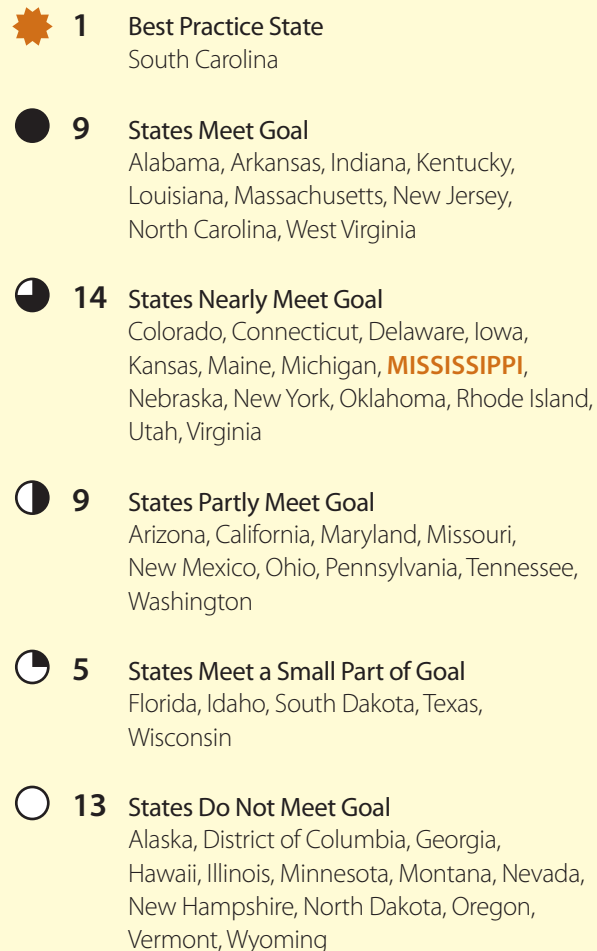 1 Best Practice State
South Carolina
9 States Meet Goal
Alabama, Arkansas, Indiana, Kentucky,
Louisiana, Massachusetts, New Jersey,
North Carolina, West Virginia
14 States Nearly Meet Goal
Colorado, Connecticut, Delaware, Iowa,
Kansas, Maine, Michigan, MISSISSIPPI,
Nebraska, New York, Oklahoma, Rhode Island,
Utah, Virginia
9 States Partly Meet Goal
Arizona, California, Maryland, Missouri,
New Mexico, Ohio, Pennsylvania, Tennessee,
Washington
5 States Meet a Small Part of Goal
Florida, Idaho, South Dakota, Texas,
Wisconsin
13 States Do Not Meet Goal
Alaska, District of Columbia, Georgia,
Hawaii, Illinois, Minnesota, Montana, Nevada,
New Hampshire, North Dakota, Oregon,
Vermont, Wyoming